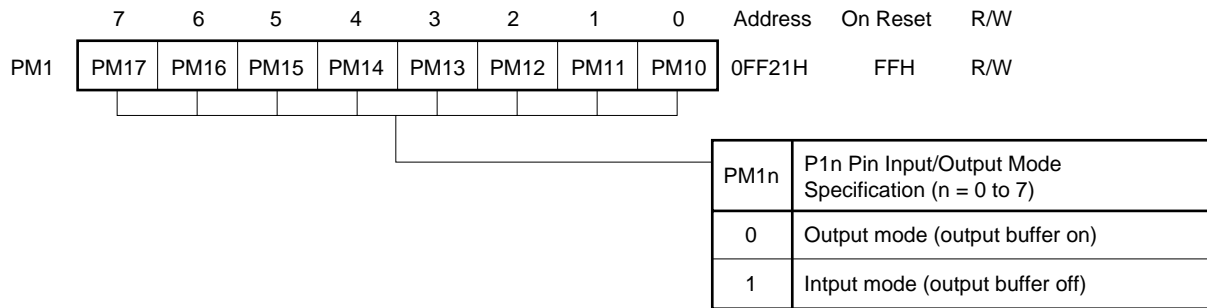 7 6 5 4 3 2 1 0 Address On Reset R/W
PM1 PM17 PM16 PM15 PM14 PM13 PM12 PM11 PM10 0FF21H FFH R/W
PM1n P1n Pin Input/Output Mode
Specification (n = 0 to 7)
0 Output mode (output buffer on)
1 Intput mode (output buffer off)